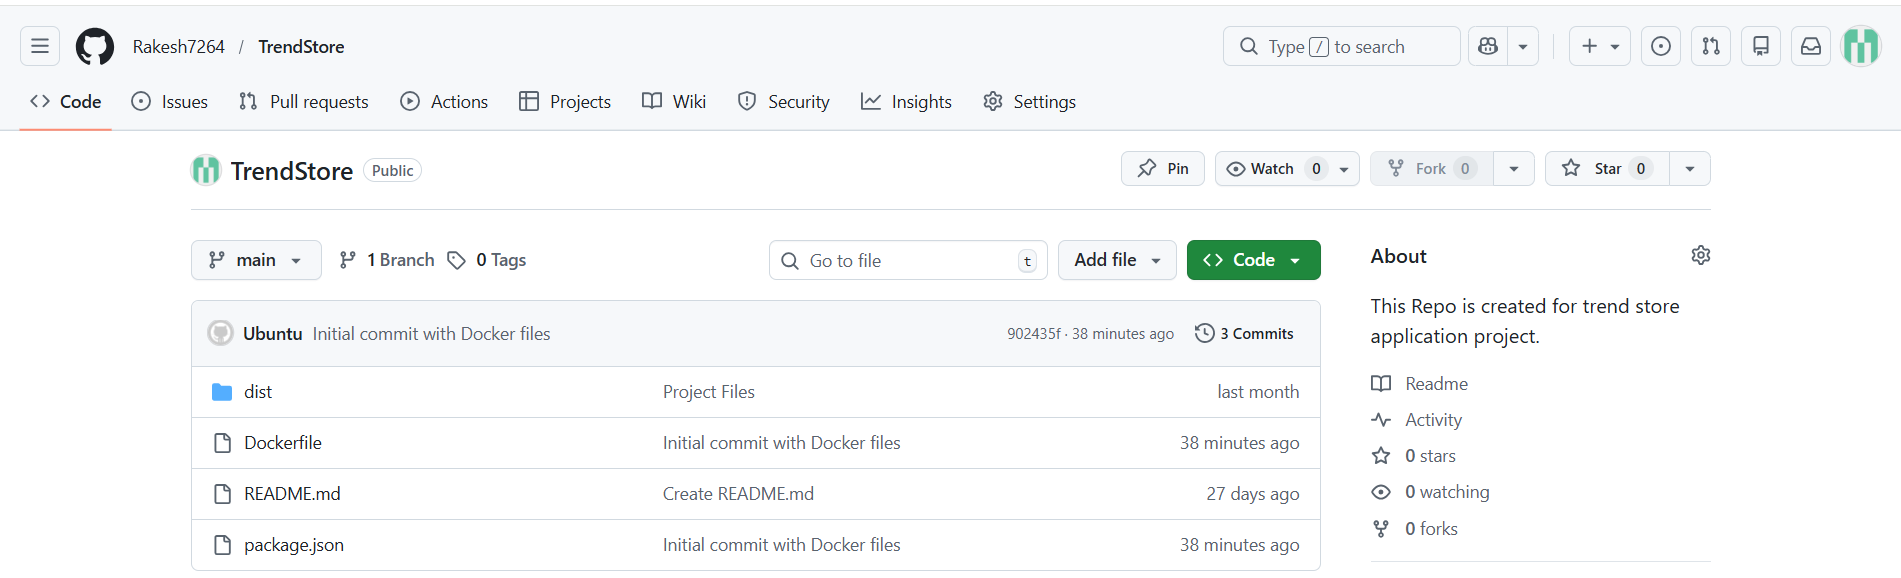 Rakesh7264 / TrendStore
Type / to search
Code Issues Pull requests Actions Projects Wiki Security Insights Settings
TrendStore Public
Pin Watch 0 Fork 0 Star 0
main 1 Branch 0 Tags
Go to file t Add file Code
Ubuntu Initial commit with Docker files 902435f · 38 minutes ago 3 Commits
dist Project Files last month
Dockerfile Initial commit with Docker files 38 minutes ago
README.md Create README.md 27 days ago
package.json Initial commit with Docker files 38 minutes ago
About
This Repo is created for trend store
application project.
Readme
Activity
0 stars
0 watching
0 forks